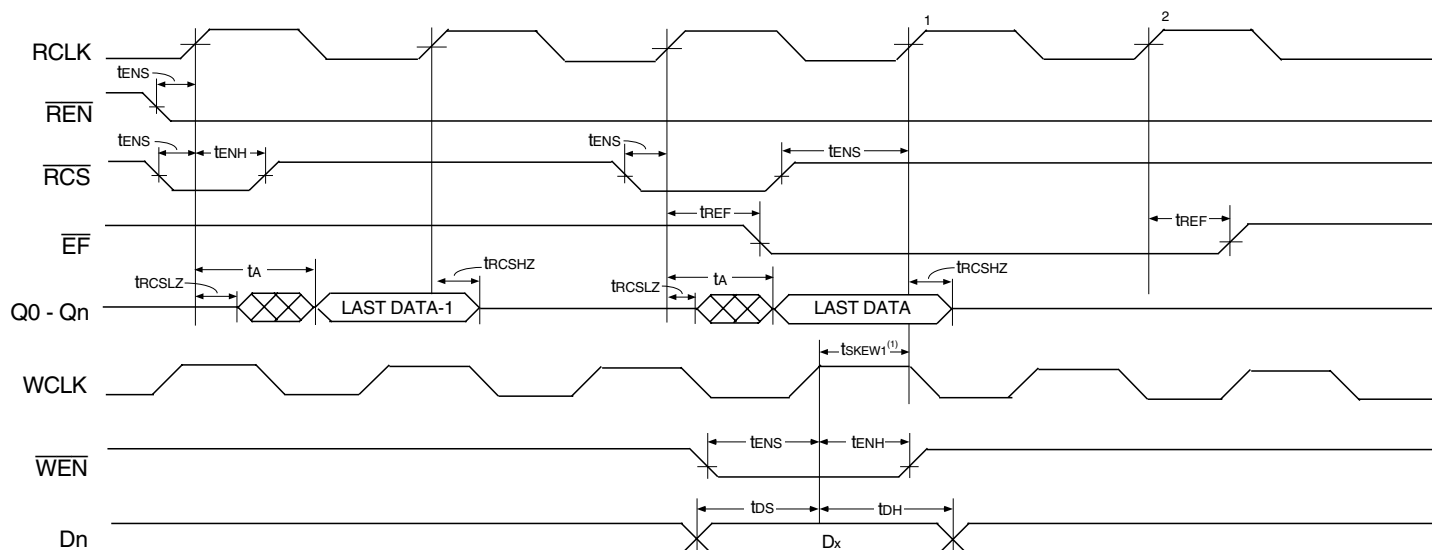 1 2
RCLK
tENS
REN
tENS tENH tENS tENS
RCS
tREF tREF
EF
tRCSLZ tA tRCSHZ tRCSLZ tA tRCSHZ
Q0 - Qn LAST DATA-1 LAST DATA
tSKEW1(1)
WCLK
tENS tENH
WEN
tDS tDH
Dn Dx